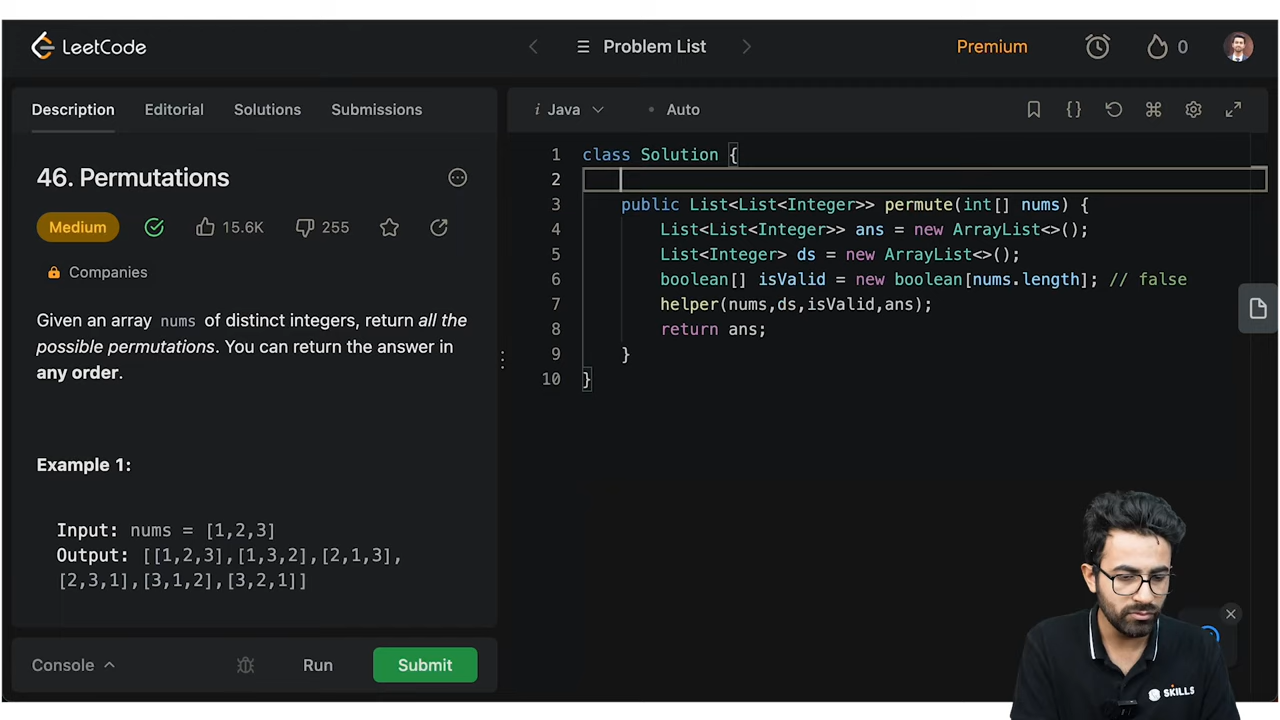 LeetCode
Problem List
Premium
0
Description
Editorial
Solutions
Submissions
46. Permutations
Medium
15.6K
255
Companies
Given an array nums of distinct integers, return all the
possible permutations. You can return the answer in
any order.
Example 1:
Input: nums = [1,2,3]
Output: [[1,2,3],[1,3,2],[2,1,3],
[2,3,1],[3,1,2],[3,2,1]]
Console
Run
Submit
i Java
Auto
{}
1 class Solution {
2
3 public List<List<Integer>> permute(int[] nums) {
4 List<List<Integer>> ans = new ArrayList<>();
5 List<Integer> ds = new ArrayList<>();
6 boolean[] isValid = new boolean[nums.length]; // false
7 helper(nums,ds,isValid,ans);
8 return ans;
9 }
10 }
SKILLS